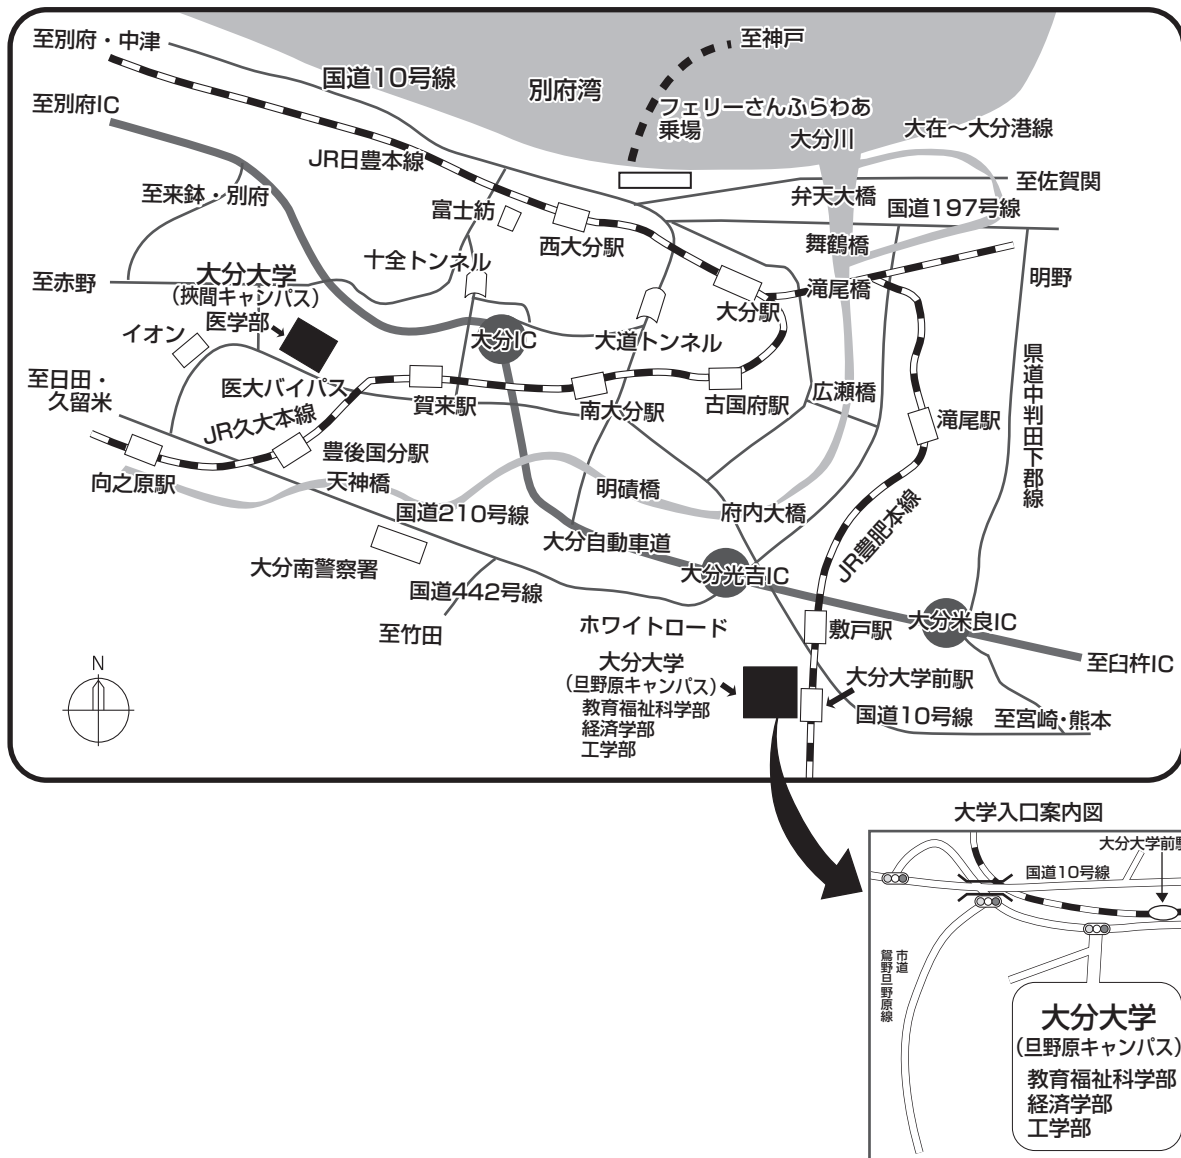 至別府・中津
国道10号線
別府湾
至神戸
至別府IC
フェリーさんふらわあ
乗場
大分川
大在～大分港線
JR日豊本線
至来鉢・別府
富士紡
西大分駅
弁天大橋
至佐賀関
国道197号線
舞鶴橋
至赤野
大分大学
(挾間キャンパス)
医学部
十全トンネル
大分駅
滝尾橋
明野
イオン
大分IC
大道トンネル
至日田・
久留米
医大バイパス
賀来駅
南大分駅
古国府駅
広瀬橋
滝尾駅
県道中判田下郡線
JR久大本線
豊後国分駅
向之原駅
天神橋
国道210号線
明磧橋
府内大橋
大分自動車道
JR豊肥本線
大分南警察署
国道442号線
大分光吉IC
至竹田
ホワイトロード
敷戸駅
大分米良IC
至臼杵IC
N
大分大学
(旦野原キャンパス)
教育福祉科学部
経済学部
工学部
大分大学前駅
国道10号線
至宮崎・熊本
大学入口案内図
大分大学前駅
国道10号線
市道
鴛野旦野原線
大分大学
(旦野原キャンパス)
教育福祉科学部
経済学部
工学部